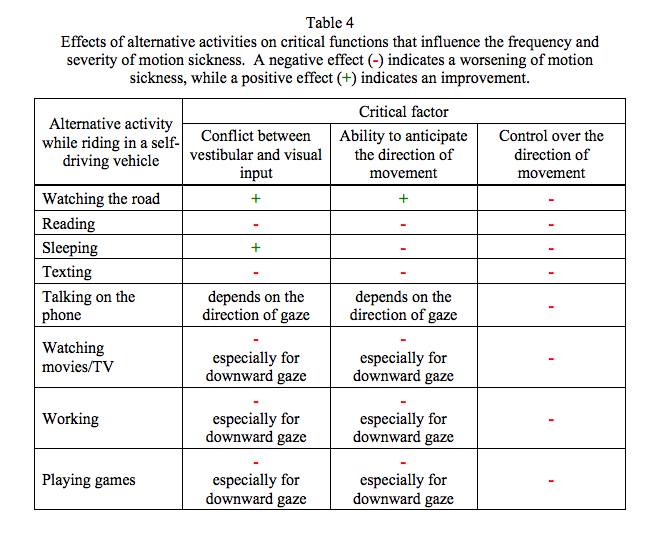 Table 4
Effects of alternative activities on critical functions that influence the frequency and
severity of motion sickness.  A negative effect (-) indicates a worsening of motion
sickness, while a positive effect (+) indicates an improvement.
Alternative activity
while riding in a self-
driving vehicle
Critical factor
Conflict between
vestibular and visual
input
Ability to anticipate
the direction of
movement
Control over the
direction of
movement
Watching the road
+
+
-
Reading
-
-
-
Sleeping
+
-
-
Texting
-
-
-
Talking on the
phone
depends on the
direction of gaze
depends on the
direction of gaze
-
Watching
movies/TV
-
especially for
downward gaze
-
especially for
downward gaze
-
Working
-
especially for
downward gaze
-
especially for
downward gaze
-
Playing games
-
especially for
downward gaze
-
especially for
downward gaze
-